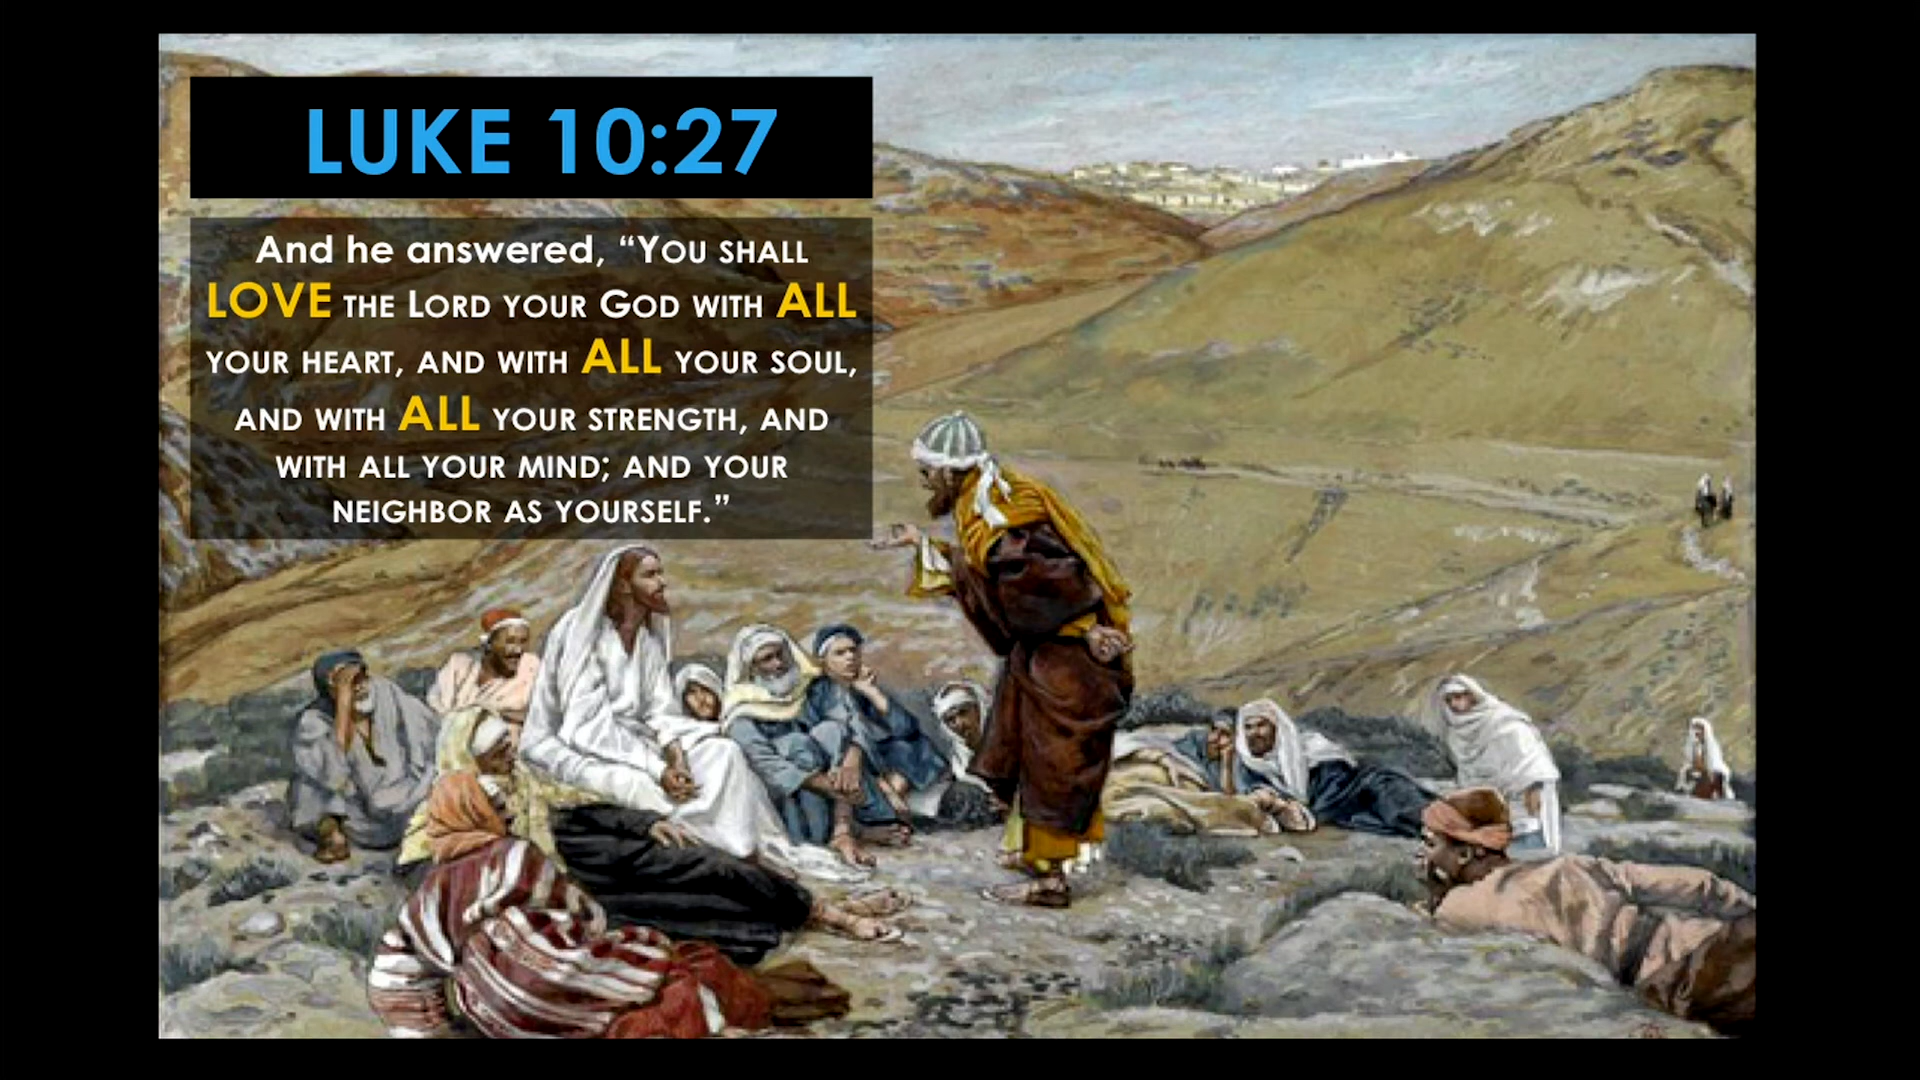 LUKE 10:27
And he answered, “YOU SHALL
LOVE THE LORD YOUR GOD WITH ALL
YOUR HEART, AND WITH ALL YOUR SOUL,
AND WITH ALL YOUR STRENGTH, AND
WITH ALL YOUR MIND; AND YOUR
NEIGHBOR AS YOURSELF.”